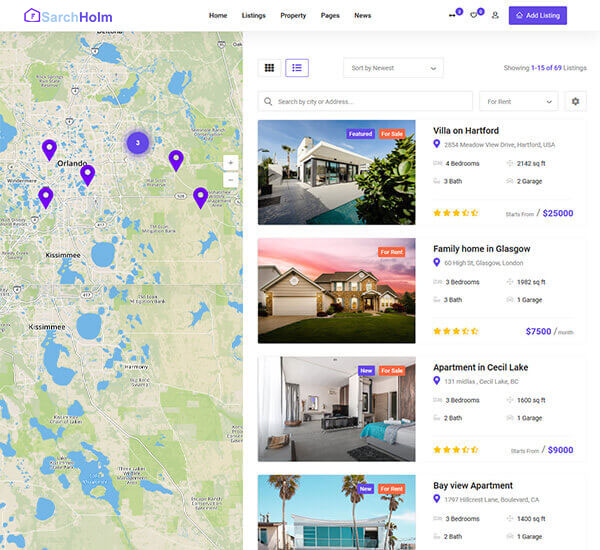 SarchHolm
Home Listings Property Pages News
2 0
Add Listing
Sort by Newest
Showing 1-15 of 69 Listings
Search by city or Address...
For Rent
Deltona
Orlando
Windermere
Kissimmee
3
+
−
417
Kissimmee
Harmony
Featured For Sale
Villa on Hartford
2854 Meadow View Drive, Hartford, USA
4 Bedrooms 2142 sq ft
3 Bath 2 Garage
Starts From / $25000
For Rent
Family home in Glasgow
60 High St, Glasgow, London
3 Bedrooms 1982 sq ft
3 Bath 1 Garage
$7500 / month
New For Sale
Apartment in Cecil Lake
131 midlas , Cecil Lake, BC
3 Bedrooms 1600 sq ft
2 Bath 1 Garage
Starts From / $9000
New For Rent
Bay view Apartment
1797 Hillcrest Lane, Boulevard, CA
3 Bedrooms 1400 sq ft
2 Bath 1 Garage